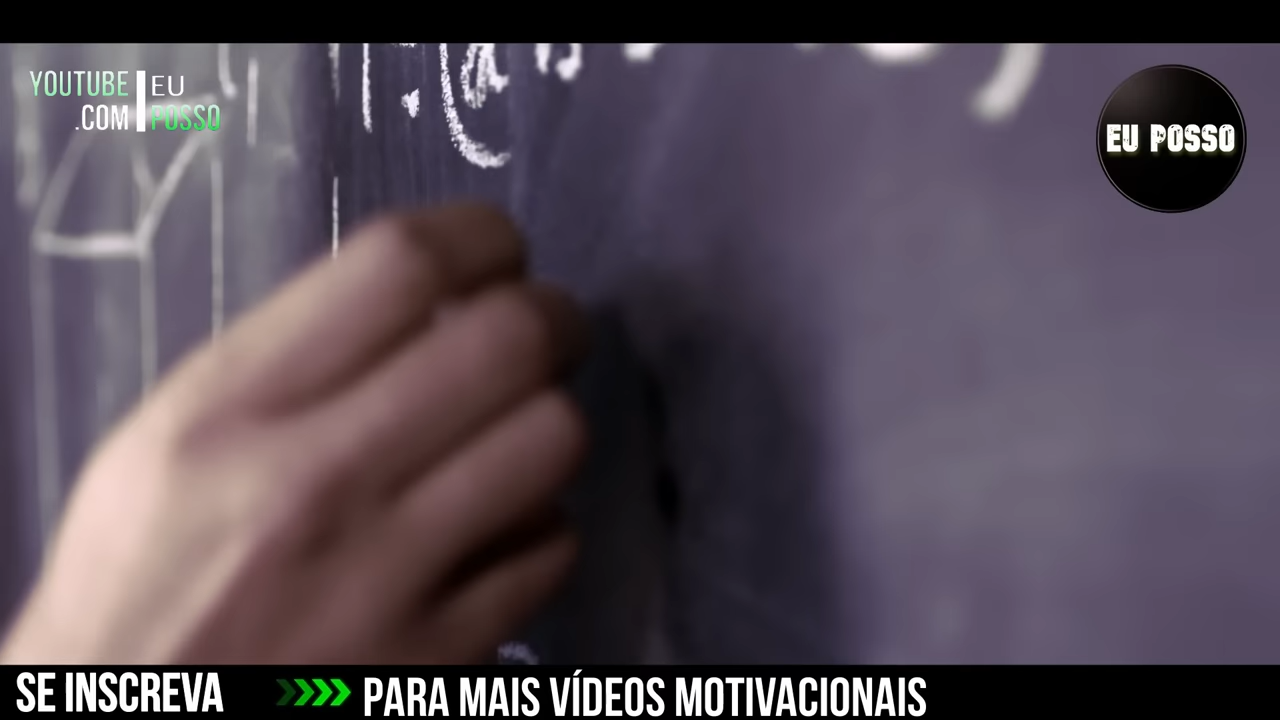 YOUTUBE EU
.COM POSSO
EU POSSO
SE INSCREVA >>>> PARA MAIS VÍDEOS MOTIVACIONAIS